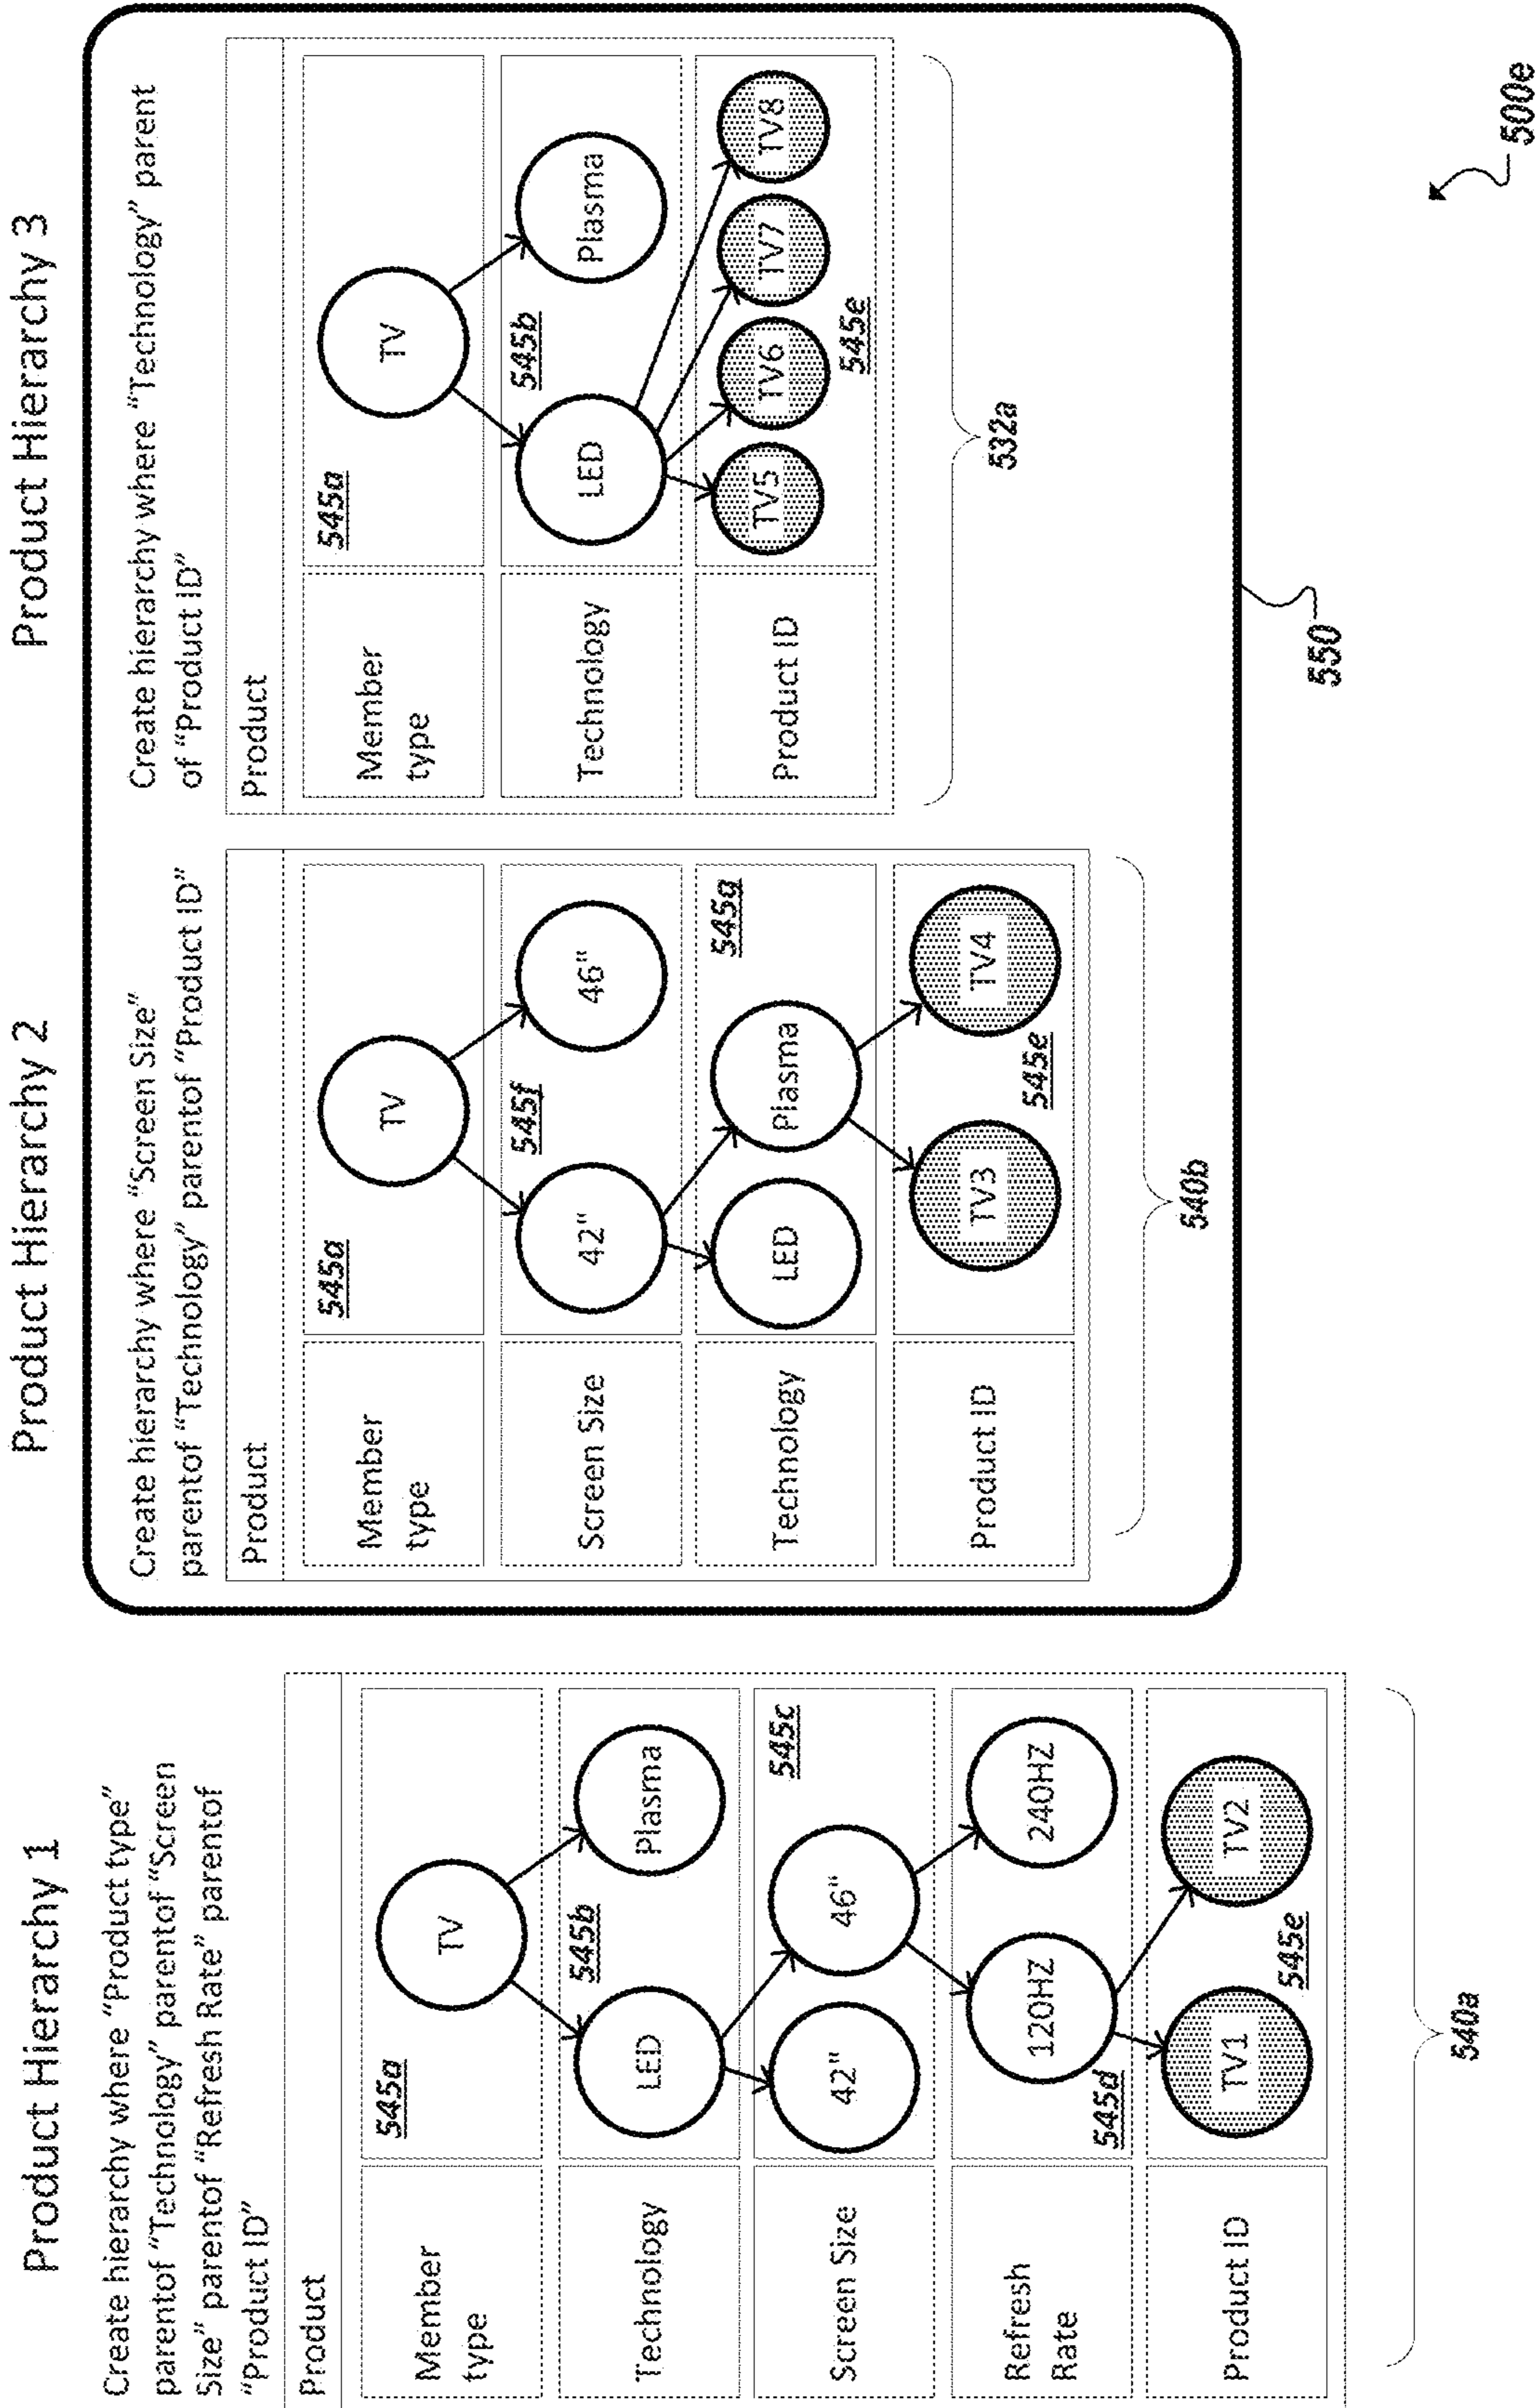 Product Hierarchy 1
Create hierarchy where "Product type"
parentof "Technology" parentof "Screen
Size" parentof "Refresh Rate" parentof
"Product ID"
Product
Member
type
545a
TV
Technology
LED
545b
Plasma
Screen Size
42"
46"
545c
Refresh
Rate
545d
120HZ
240HZ
Product ID
TV1
545e
TV2
540a
Product Hierarchy 2
Create hierarchy where "Screen Size"
parentof "Technology" parentof "Product ID"
Product
Member
type
545a
TV
Screen Size
42"
545f
46"
Technology
LED
Plasma
545g
Product ID
TV3
545e
TV4
540b
Product Hierarchy 3
Create hierarchy where "Technology" parent
of "Product ID"
Product
Member
type
545a
TV
Technology
LED
545b
Plasma
Product ID
TV5
TV6
TV7
TV8
545e
532a
550
500e